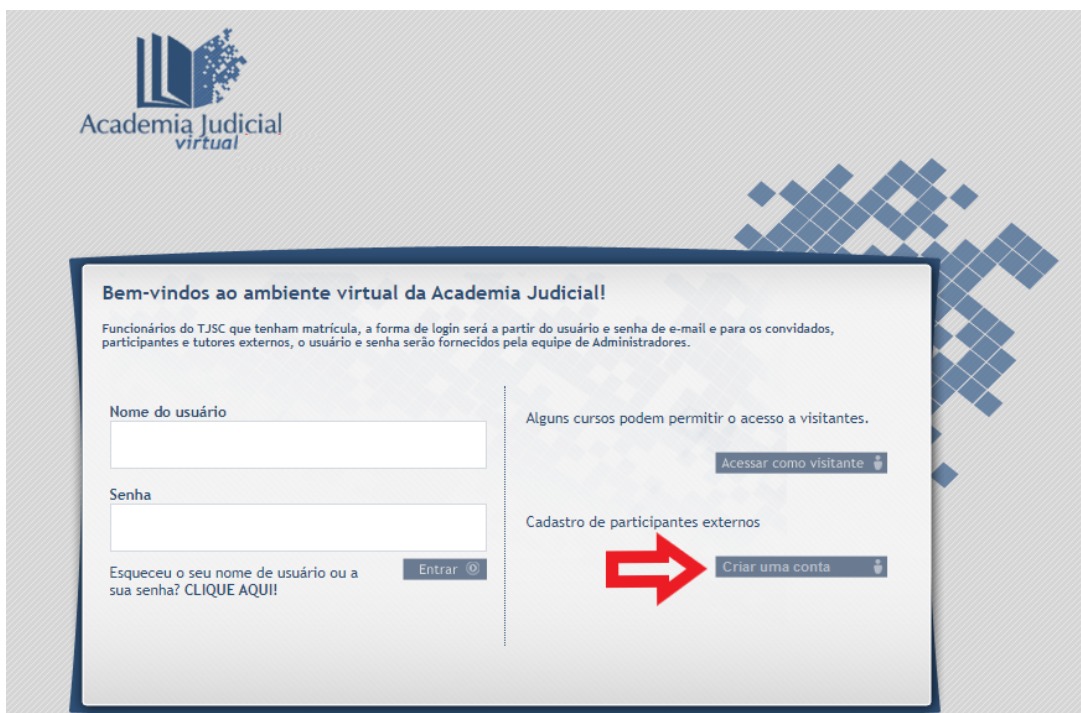 Academia Judicial
virtual
Bem-vindos ao ambiente virtual da Academia Judicial!
Funcionários do TJSC que tenham matrícula, a forma de login será a partir do usuário e senha de e-mail e para os convidados,
participantes e tutores externos, o usuário e senha serão fornecidos pela equipe de Administradores.
Nome do usuário
Senha
Entrar
Esqueceu o seu nome de usuário ou a
sua senha? CLIQUE AQUI!
Alguns cursos podem permitir o acesso a visitantes.
Acessar como visitante
Cadastro de participantes externos
Criar uma conta